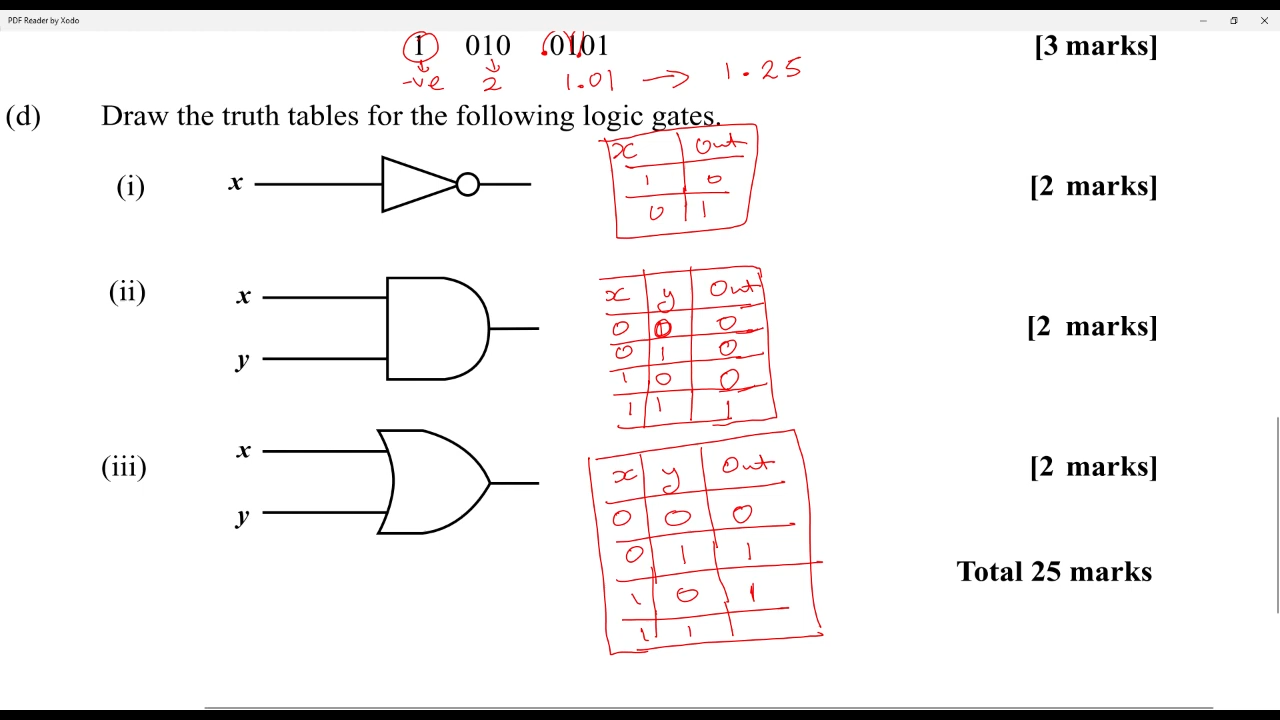 PDF Reader by Xodo
1 010 .0101 [3 marks]
-ve 2 1.01 → 1.25
(d) Draw the truth tables for the following logic gates.
(i) x [2 marks]
x Out
1 0
0 1
(ii) x y [2 marks]
x y Out
0 0 0
0 1 0
1 0 0
1 1 1
(iii) x y [2 marks]
x y Out
0 0 0
0 1 1
1 0 1
1 1
Total 25 marks